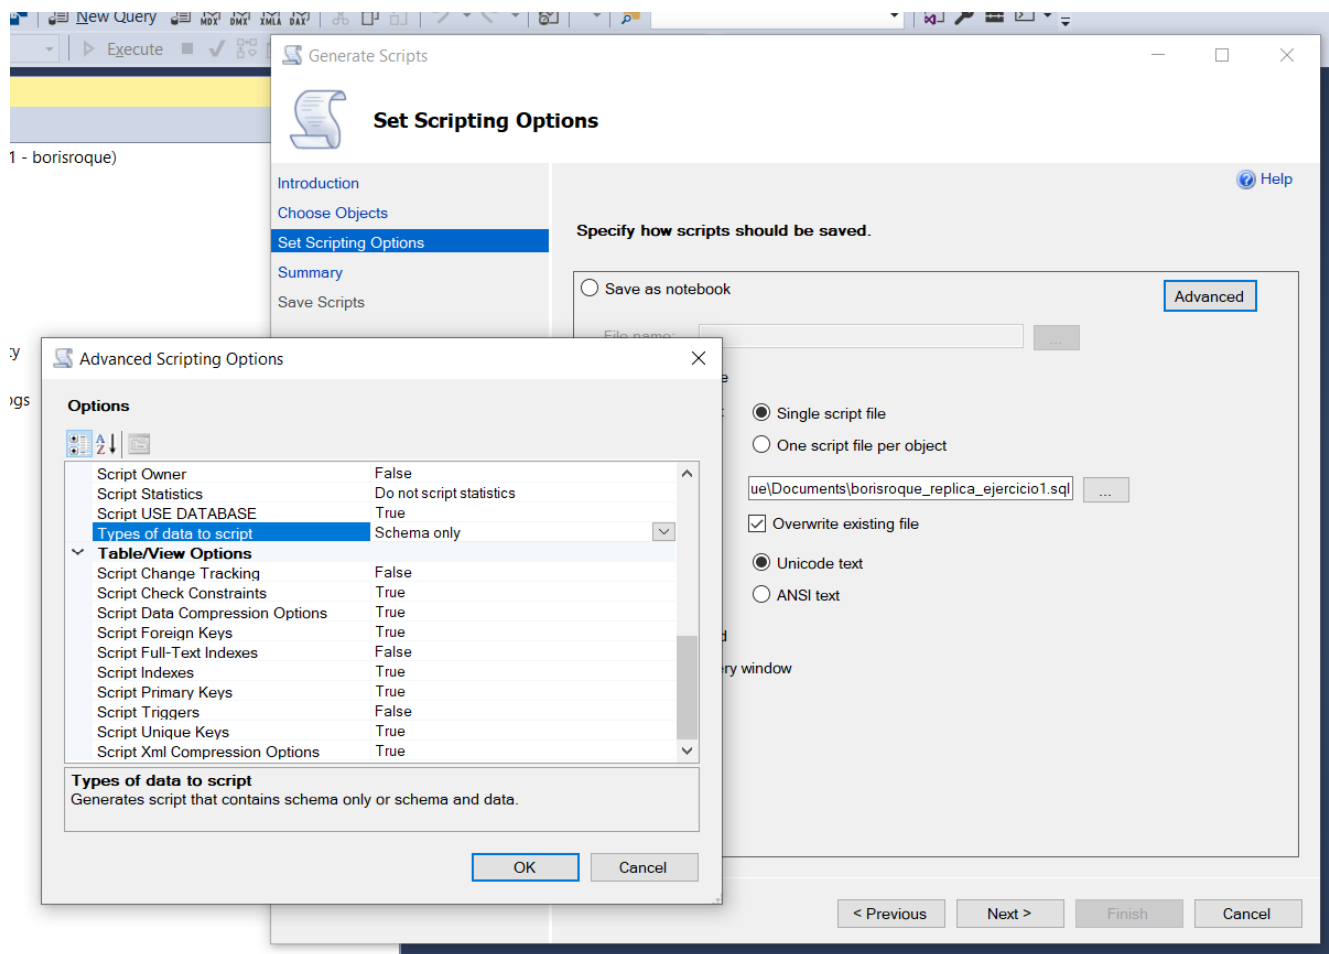 New Query MDX DMX XMLA DAX
Execute
Generate Scripts
Set Scripting Options
1 - borisroque)
Introduction
Help
Choose Objects
Specify how scripts should be saved.
Set Scripting Options
Summary
Save as notebook
Advanced
Save Scripts
File name:
...
Advanced Scripting Options
Options
Single script file
One script file per object
ue\Documents\borisroque_replica_ejercicio1.sql
...
Overwrite existing file
Unicode text
ANSI text
ry window
Script Owner False
Script Statistics Do not script statistics
Script USE DATABASE True
Types of data to script Schema only
Table/View Options
Script Change Tracking False
Script Check Constraints True
Script Data Compression Options True
Script Foreign Keys True
Script Full-Text Indexes False
Script Indexes True
Script Primary Keys True
Script Triggers False
Script Unique Keys True
Script Xml Compression Options True
Types of data to script
Generates script that contains schema only or schema and data.
OK Cancel
< Previous Next > Finish Cancel